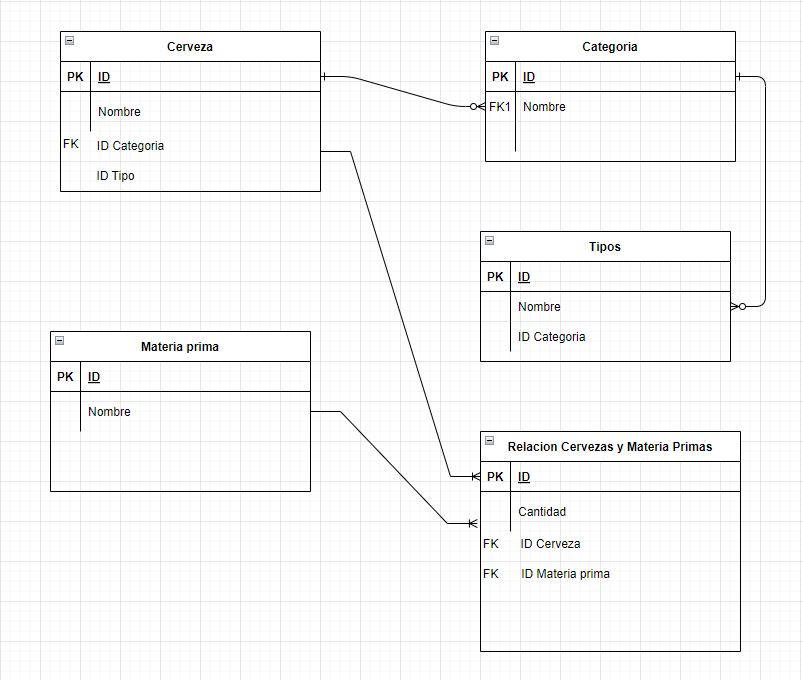 Cerveza
PK ID
Nombre
FK ID Categoria
ID Tipo
Categoria
PK ID
FK1 Nombre
Tipos
PK ID
Nombre
ID Categoria
Materia prima
PK ID
Nombre
Relacion Cervezas y Materia Primas
PK ID
Cantidad
FK ID Cerveza
FK ID Materia prima